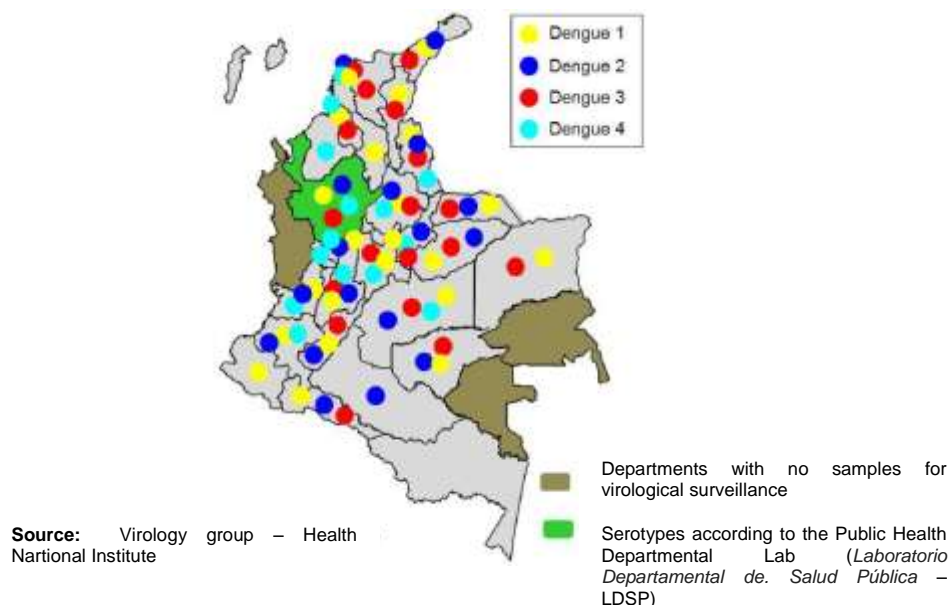 Dengue 1
Dengue 2
Dengue 3
Dengue 4
Departments with no samples for
virological surveillance
Source: Virology group – Health
Nartional Institute
Serotypes according to the Public Health
Departmental Lab (Laboratorio
Departamental de. Salud Pública –
LDSP)